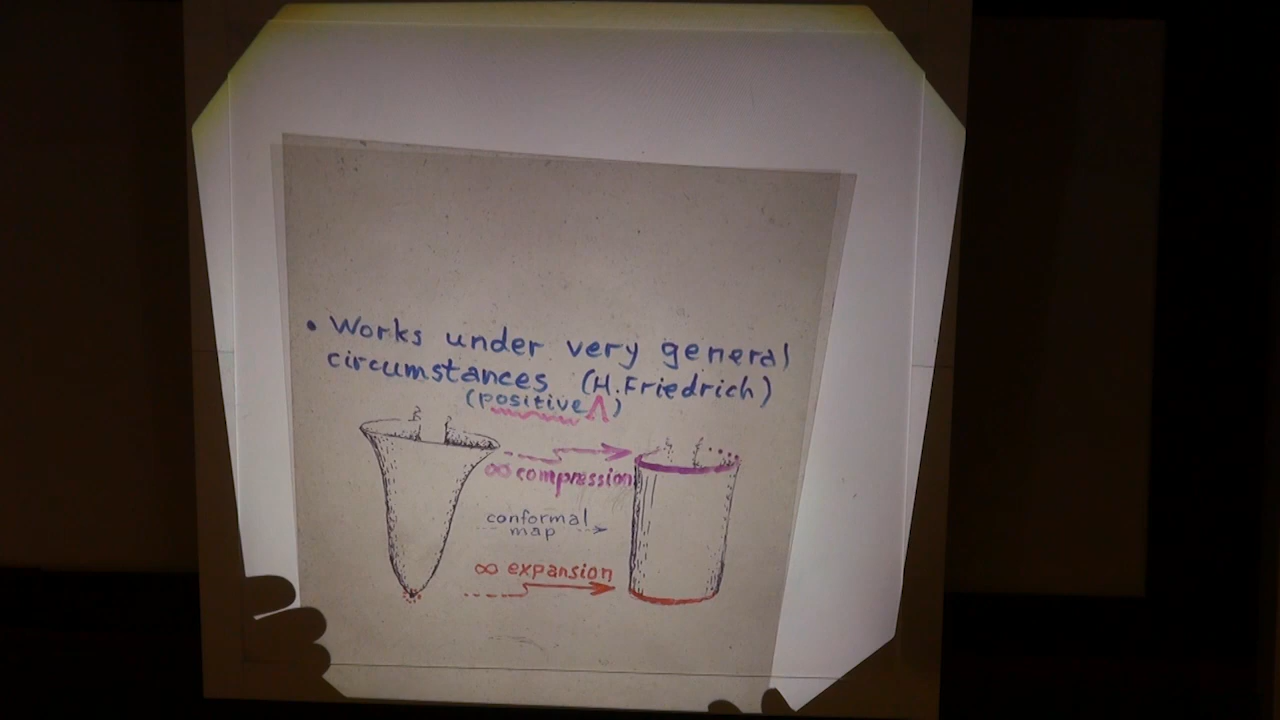 • Works under very general
circumstances (H.Friedrich)
(positive Λ)
∞ compression
conformal
map
∞ expansion